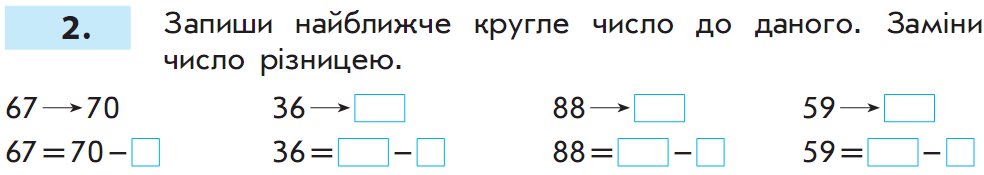 2. Запиши найближче кругле число до даного. Заміни
число різницею.
67 → 70 36 → □ 88 → □ 59 → □
67 = 70 – □ 36 = □ – □ 88 = □ – □ 59 = □ – □